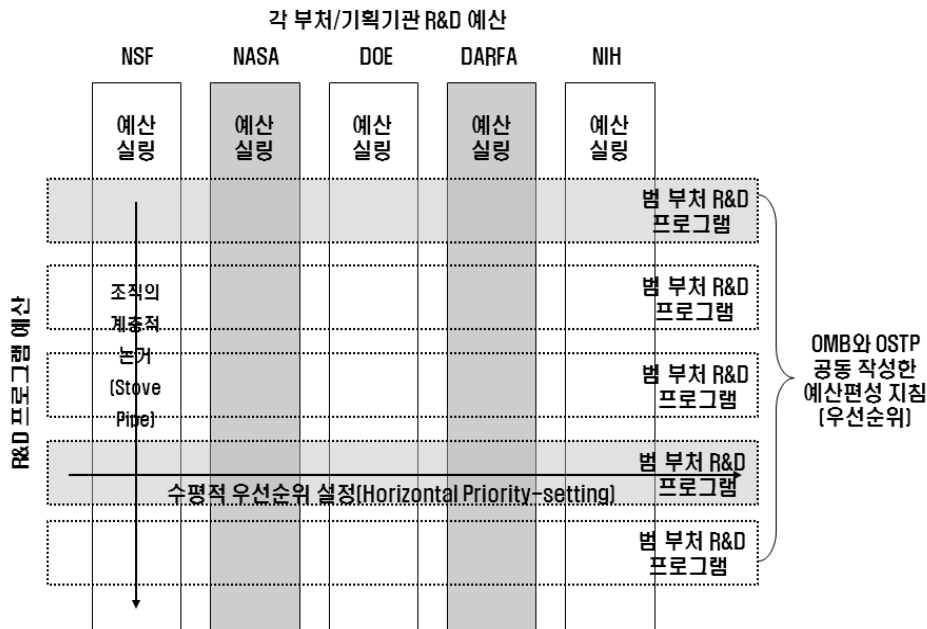 각 부처/기획기관 R&D 예산
NSF
NASA
DOE
DARFA
NIH
예산
실링
예산
실링
예산
실링
예산
실링
예산
실링
범 부처 R&D
프로그램
조직의
계층적
논거
(Stove
Pipe)
범 부처 R&D
프로그램
범 부처 R&D
프로그램
범 부처 R&D
프로그램
수평적 우선순위 설정(Horizontal Priority-setting)
범 부처 R&D
프로그램
R&D 프로그램 예산
OMB와 OSTP
공동 작성한
예산편성 지침
(우선순위)